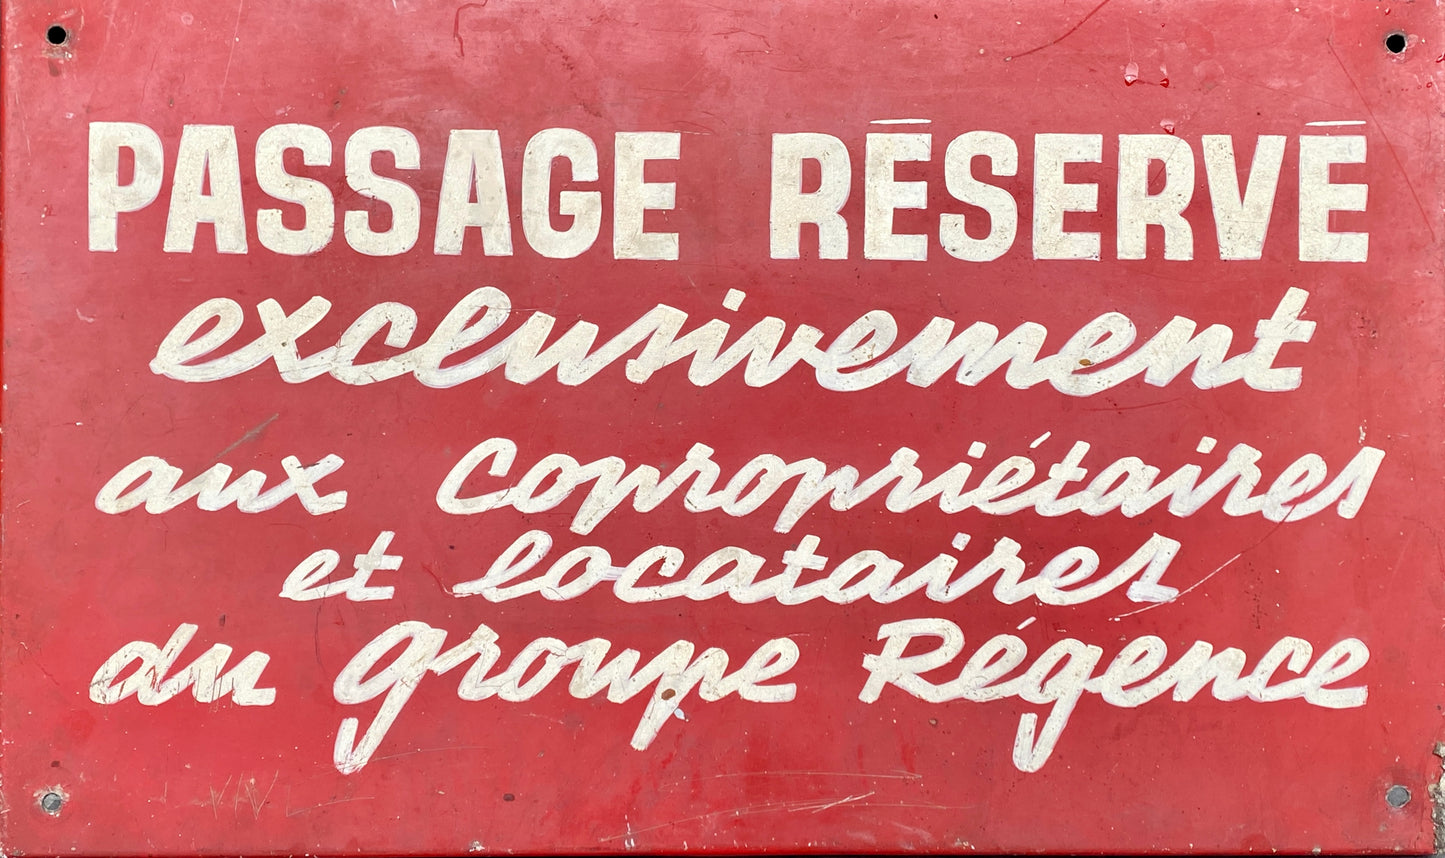 PASSAGE RÉSERVÉ
exclusivement
aux Copropriétaires
et locataires
du groupe Régence